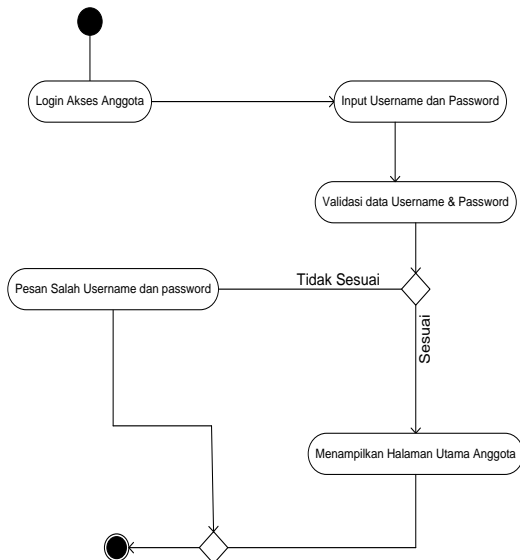 Login Akses Anggota
Input Username dan Password
Validasi data Username & Password
Tidak Sesuai
Pesan Salah Username dan password
Sesuai
Menampilkan Halaman Utama Anggota